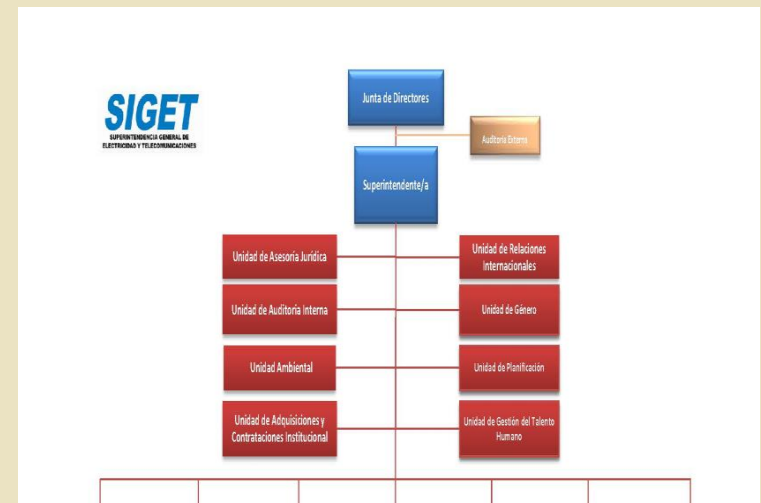 Junta de Directores
SIGET
SUPERINTENDENCIA GENERAL DE
ELECTRICIDAD Y TELECOMUNICACIONES
Auditoría Externa
Superintendente/a
Unidad de Asesoría Jurídica
Unidad de Relaciones
Internacionales
Unidad de Auditoría Interna
Unidad de Género
Unidad Ambiental
Unidad de Planificación
Unidad de Adquisiciones y
Contrataciones Institucional
Unidad de Gestión del Talento
Humano